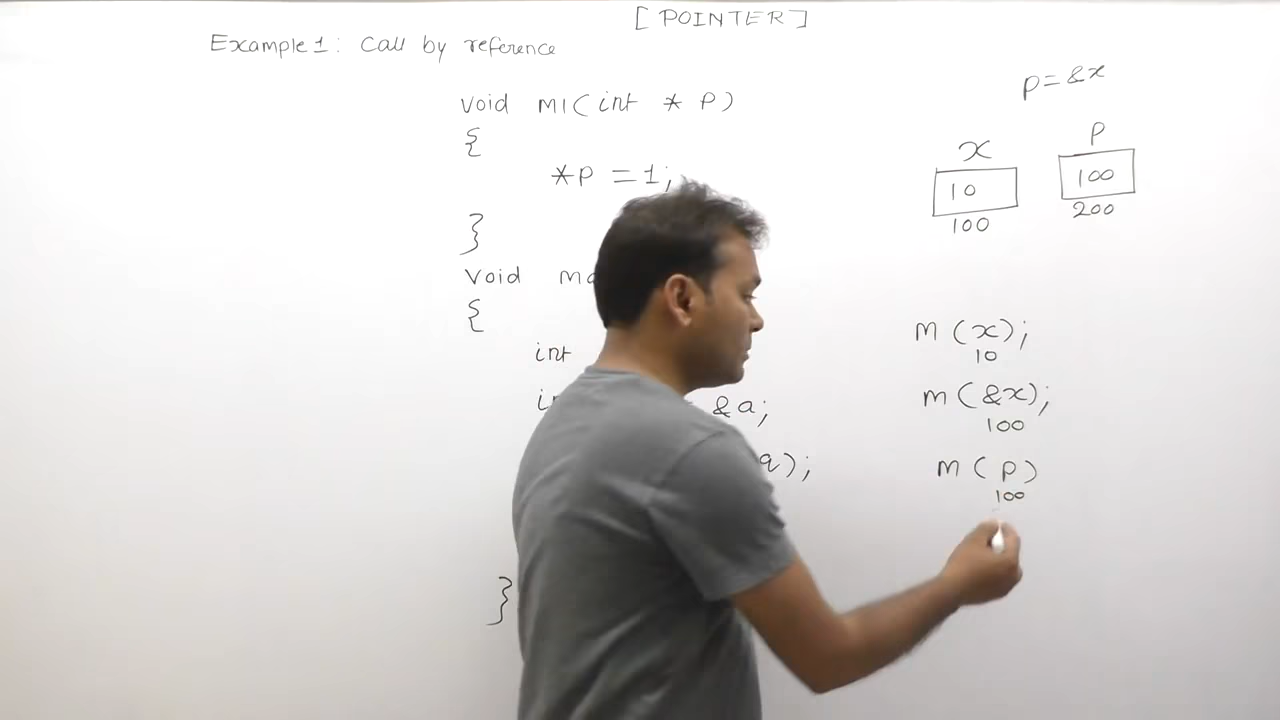 [ POINTER ]
Example 1: Call by reference
void M1(int * P)
{
*P = 1;
}
void
{
int
&a;
);
}
p = &x
x
P
10
100
100
200
M (x);
10
m (&x);
100
m ( p )
100